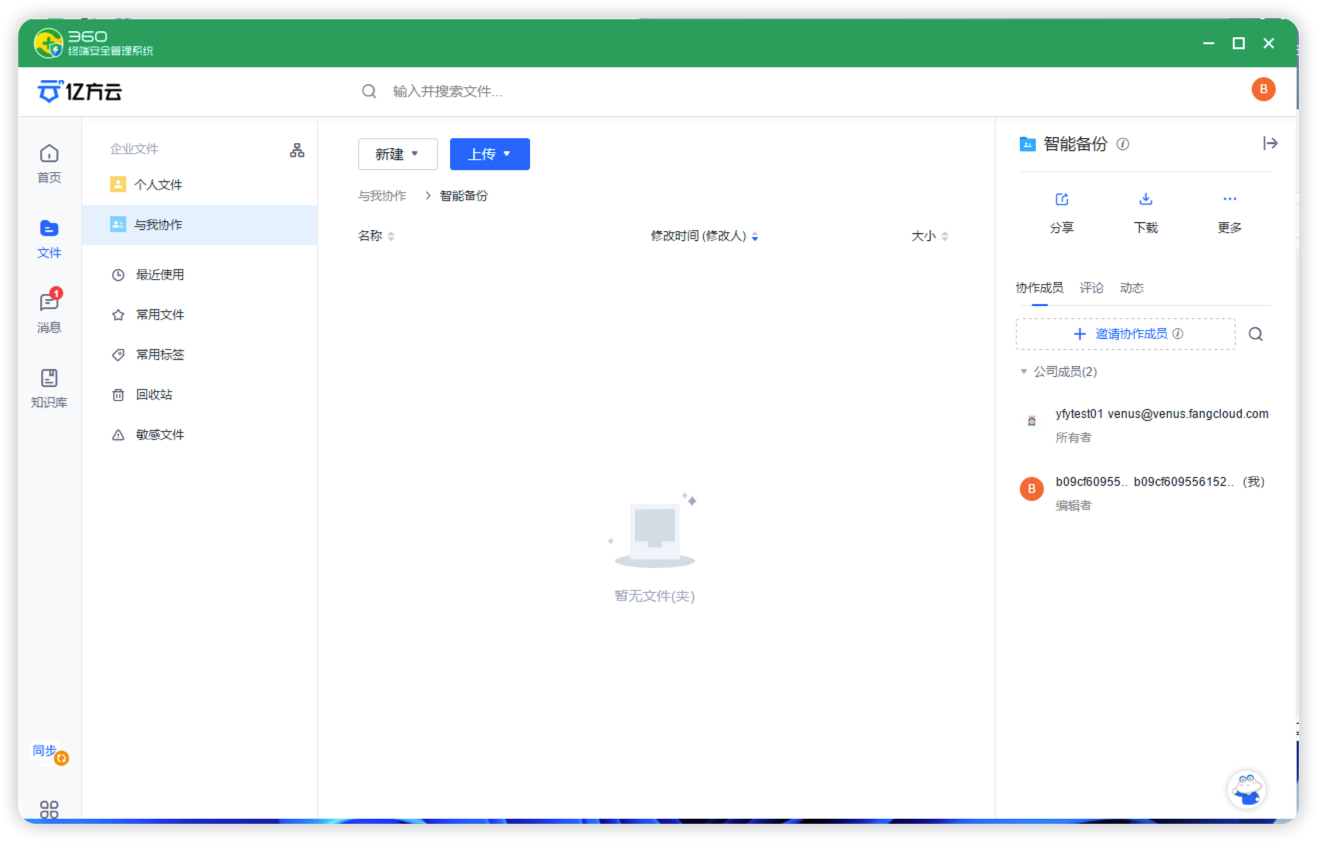 360
终端安全管理系统
亿方云
输入并搜索文件...
B
首页
文件
1
消息
知识库
同步
企业文件
个人文件
与我协作
最近使用
常用文件
常用标签
回收站
敏感文件
新建
上传
与我协作 > 智能备份
名称 修改时间 (修改人) 大小
暂无文件(夹)
智能备份
分享 下载 更多
协作成员 评论 动态
+ 邀请协作成员
公司成员(2)
yfytest01 venus@venus.fangcloud.com
所有者
B
b09cf60955.. b09cf609556152.. (我)
编辑者